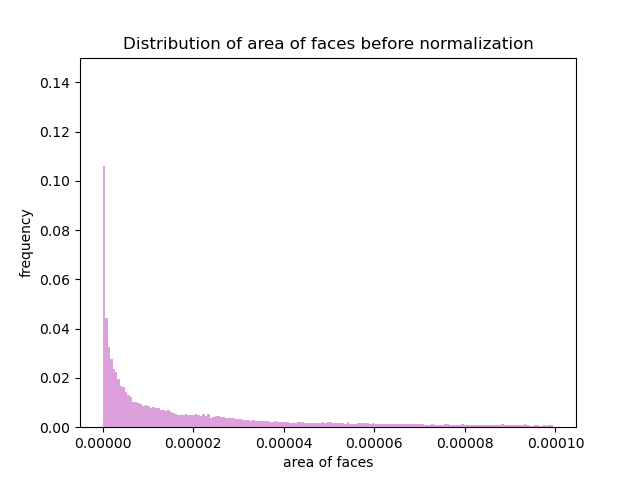 Distribution of area of faces before normalization
0.14
0.12
0.10
0.08
0.06
0.04
0.02
0.00
frequency
0.00000 0.00002 0.00004 0.00006 0.00008 0.00010
area of faces